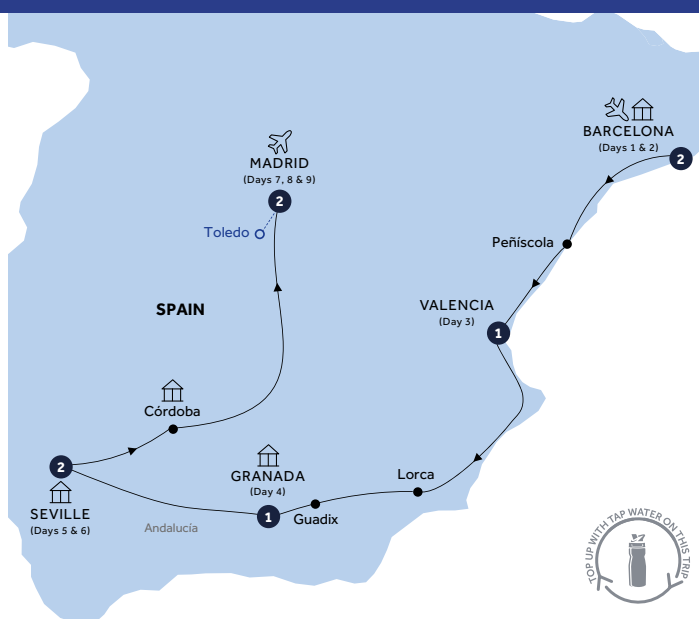 BARCELONA
(Days 1 & 2)
2
MADRID
(Days 7, 8 & 9)
2
Toledo
Peñíscola
SPAIN
VALENCIA
(Day 3)
1
Córdoba
2
SEVILLE
(Days 5 & 6)
GRANADA
(Day 4)
1
Guadix
Lorca
Andalucía
TOP UP WITH TAP WATER ON THIS TRIP